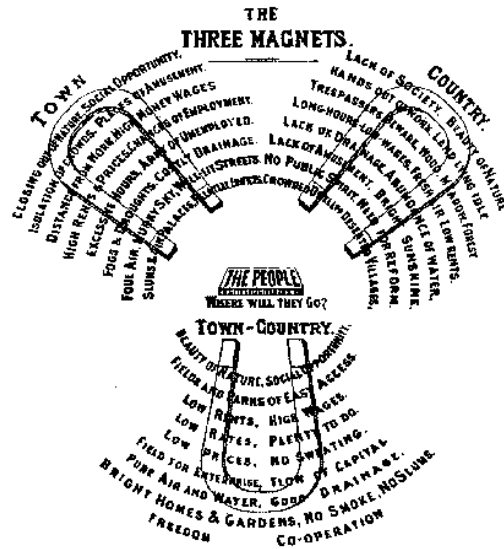 THE
THREE MAGNETS.
TOWN
CLOSING OUT OF NATURE. SOCIAL OPPORTUNITY.
ISOLATION OF CROWDS. PLACES OF AMUSEMENT.
DISTANCE FROM WORK. HIGH MONEY WAGES
HIGH RENTS & PRICES. CHANCES OF EMPLOYMENT.
EXCESSIVE HOURS. ARMY OF UNEMPLOYED.
FOGS & DROUGHTS. COSTLY DRAINAGE.
FOUL AIR. MURKY SKY. WELL-LIT STREETS.
SLUMS & GIN PALACES.
COUNTRY.
LACK OF SOCIETY. BEAUTY OF NATURE
HANDS OUT OF WORK. LAND LYING IDLE
TRESPASSERS BEWARE. WOOD, MEADOW, FOREST
LONG HOURS LOW WAGES. FRESH AIR LOW RENTS.
LACK OF DRAINAGE. ABUNDANCE OF WATER,
LACK OF AMUSEMENT. BRIGHT SUNSHINE,
NO PUBLIC SPIRIT. NEED FOR REFORM.
CROWDED DESERTED VILLAGES,
THE PEOPLE
WHERE WILL THEY GO?
TOWN-COUNTRY.
BEAUTY OF NATURE, SOCIAL OPPORTUNITY.
FIELDS AND PARKS OF EASY ACCESS.
LOW RENTS, HIGH WAGES.
LOW RATES, PLENTY TO DO.
LOW PRICES, NO SWEATING.
FIELD FOR ENTERPRISE, FLOW OF CAPITAL
PURE AIR AND WATER, GOOD DRAINAGE.
BRIGHT HOMES & GARDENS, NO SMOKE, NO SLUMS.
FREEDOM CO-OPERATION